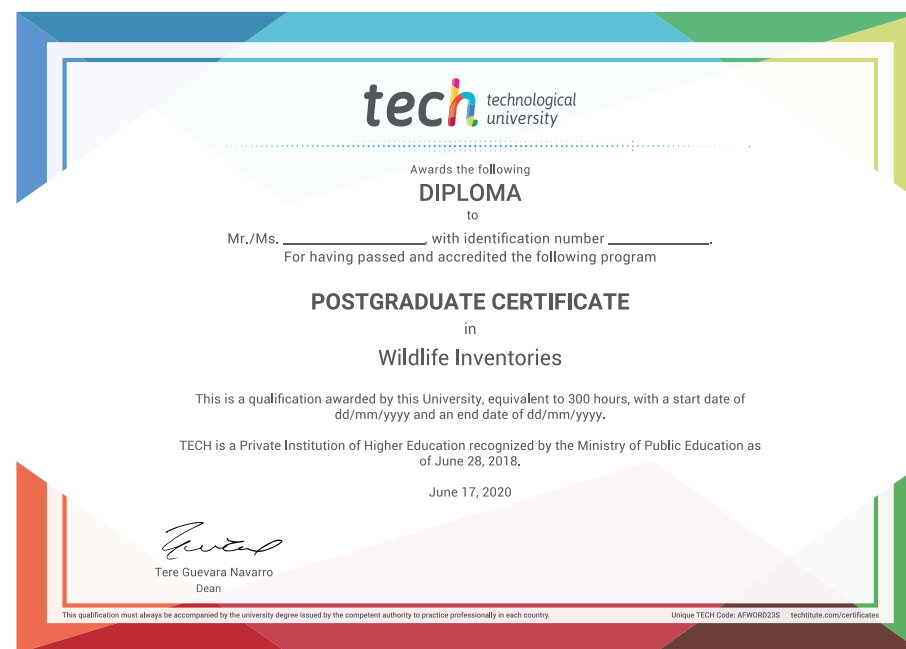 tech technological
university
Awards the following
DIPLOMA
to
Mr./Ms. ____________________, with identification number ______________.
For having passed and accredited the following program
POSTGRADUATE CERTIFICATE
in
Wildlife Inventories
This is a qualification awarded by this University, equivalent to 300 hours, with a start date of
dd/mm/yyyy and an end date of dd/mm/yyyy.
TECH is a Private Institution of Higher Education recognized by the Ministry of Public Education as
of June 28, 2018.
June 17, 2020
Tere Guevara Navarro
Dean
This qualification must always be accompanied by the university degree issued by the competent authority to practice professionally in each country. Unique TECH Code: AFWORD23S techtitute.com/certificates